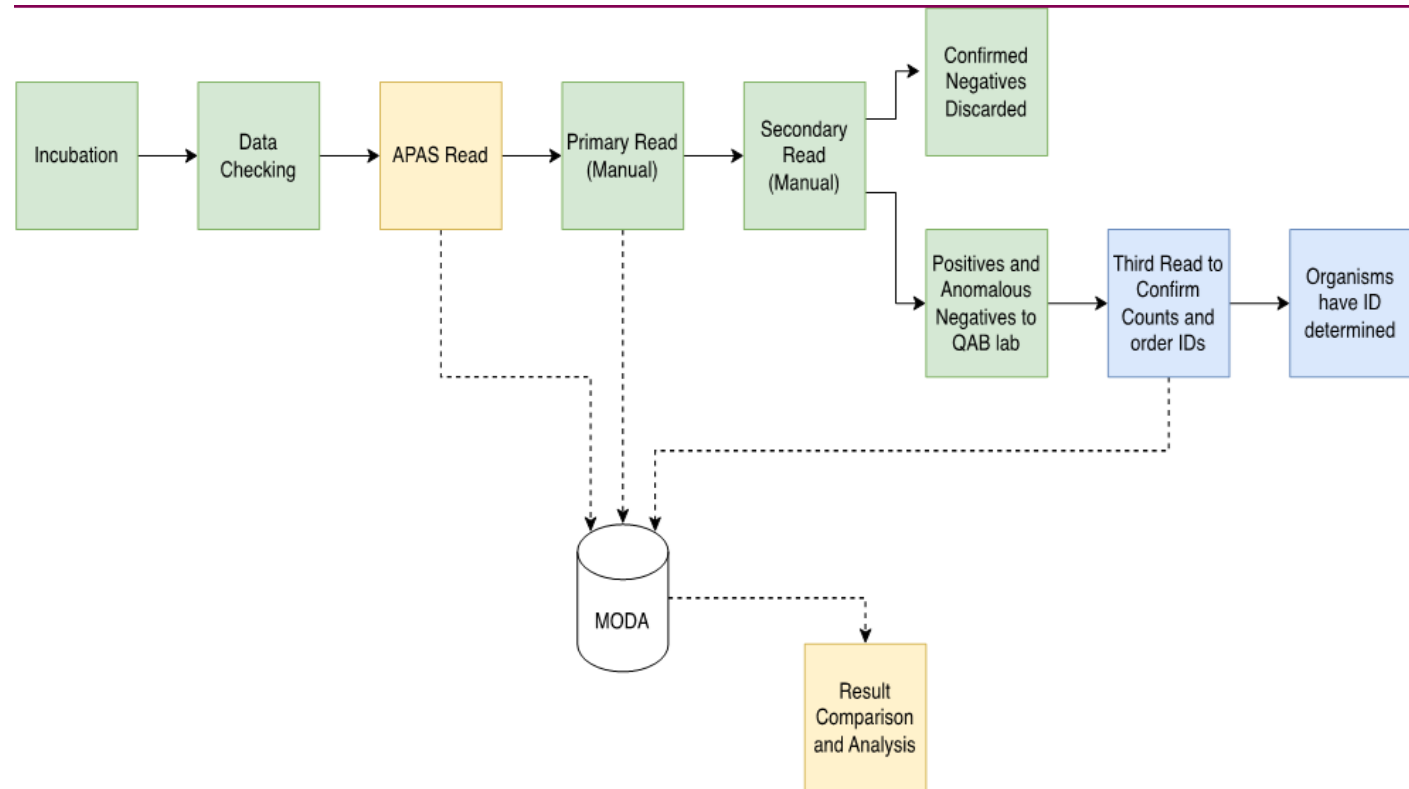 Incubation
Data
Checking
APAS Read
Primary Read
(Manual)
Secondary
Read
(Manual)
Confirmed
Negatives
Discarded
Positives and
Anomalous
Negatives to
QAB lab
Third Read to
Confirm
Counts and
order IDs
Organisms
have ID
determined
MODA
Result
Comparison
and Analysis